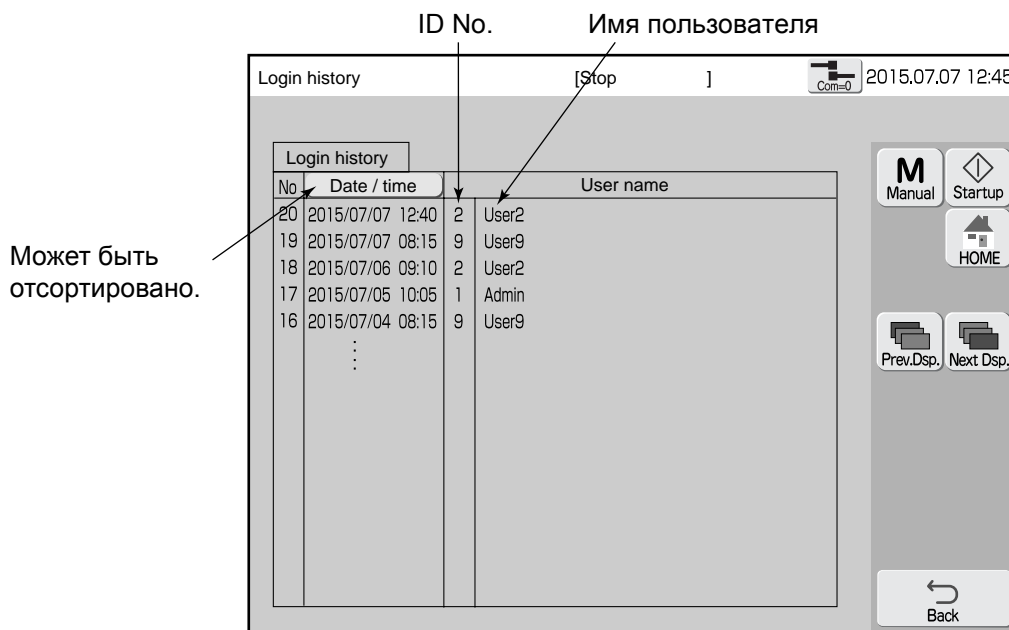 ID No. Имя пользователя
Login history [Stop ] Com=0 2015.07.07 12:45
Login history
No Date / time User name
20 2015/07/07 12:40 2 User2
19 2015/07/07 08:15 9 User9
18 2015/07/06 09:10 2 User2
17 2015/07/05 10:05 1 Admin
16 2015/07/04 08:15 9 User9
Может быть
отсортировано.
M
Manual
Startup
HOME
Prev.Dsp. Next Dsp.
Back